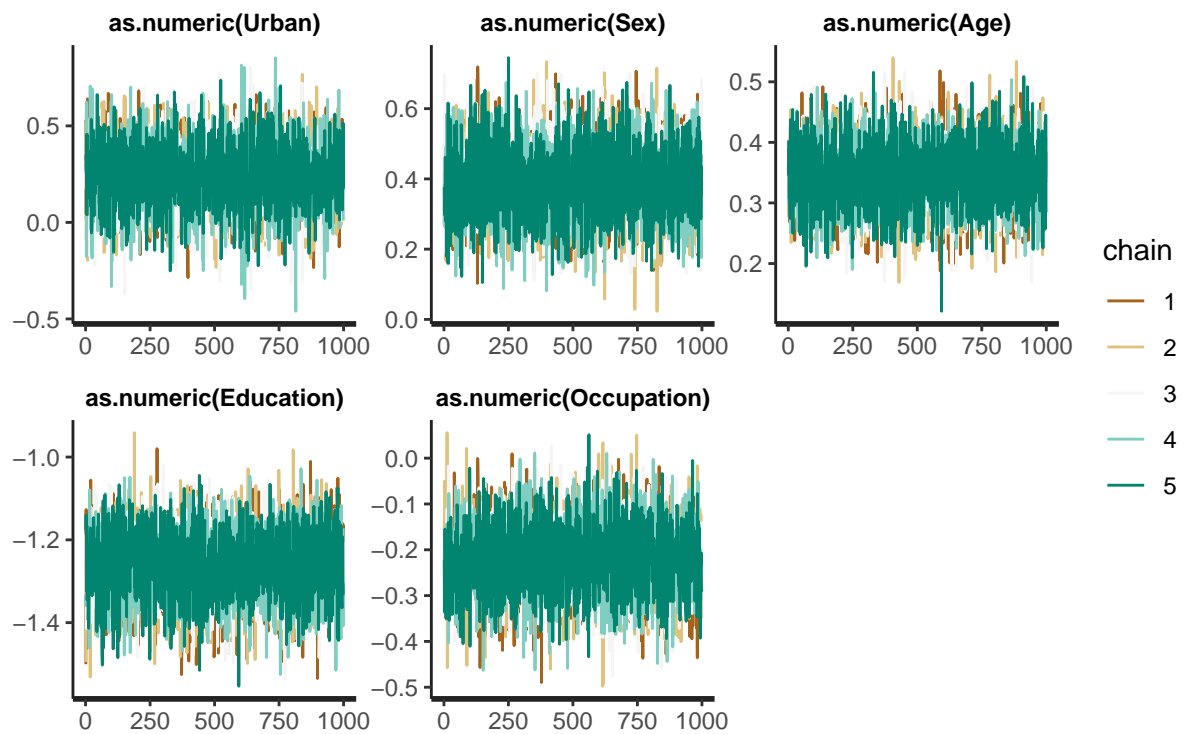 as.numeric(Urban)
as.numeric(Sex)
as.numeric(Age)
0.5
0.0
−0.5
0 250 500 750 1000
0.6
0.4
0.2
0.0
0 250 500 750 1000
0.5
0.4
0.3
0.2
0 250 500 750 1000
as.numeric(Education)
as.numeric(Occupation)
−1.0
−1.2
−1.4
0 250 500 750 1000
0.0
−0.1
−0.2
−0.3
−0.4
−0.5
0 250 500 750 1000
chain
1
2
3
4
5